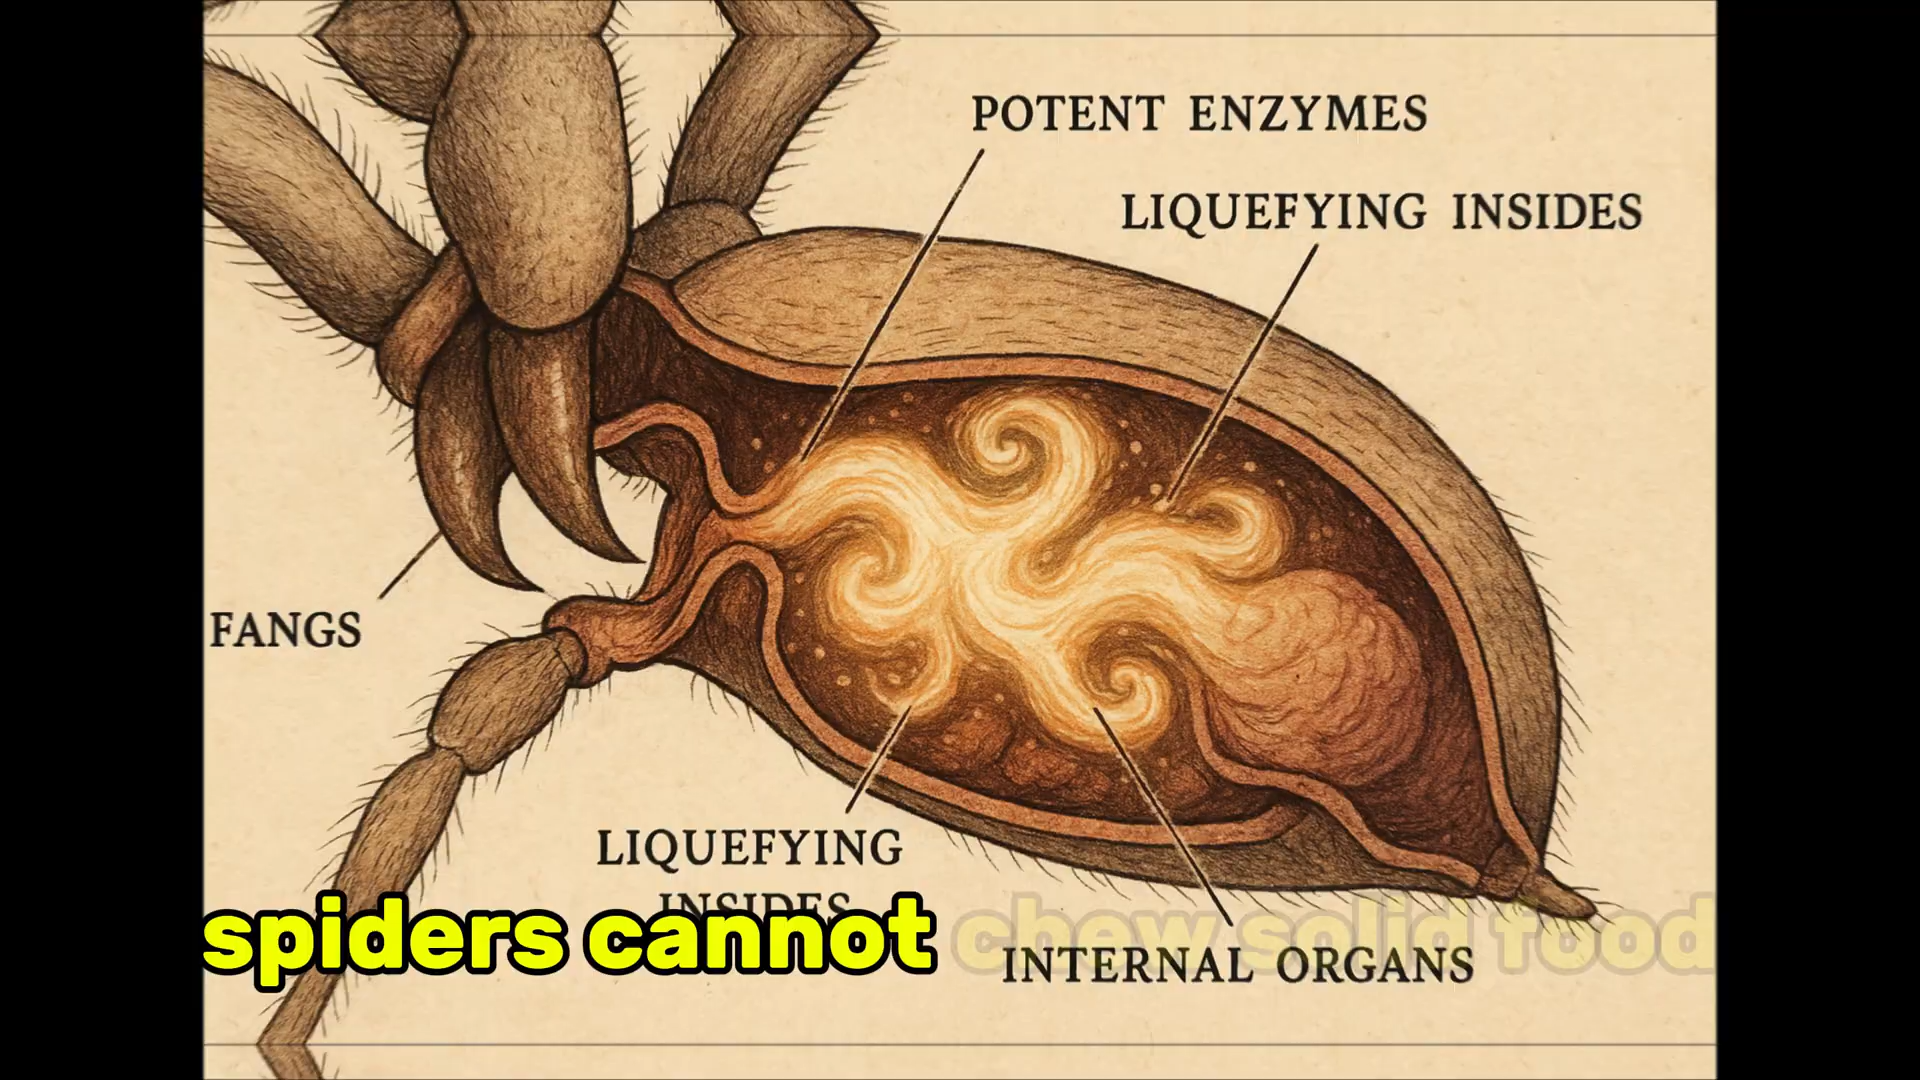 POTENT ENZYMES
LIQUEFYING INSIDES
FANGS
LIQUEFYING
INSIDES
spiders cannot chew solid food
INTERNAL ORGANS